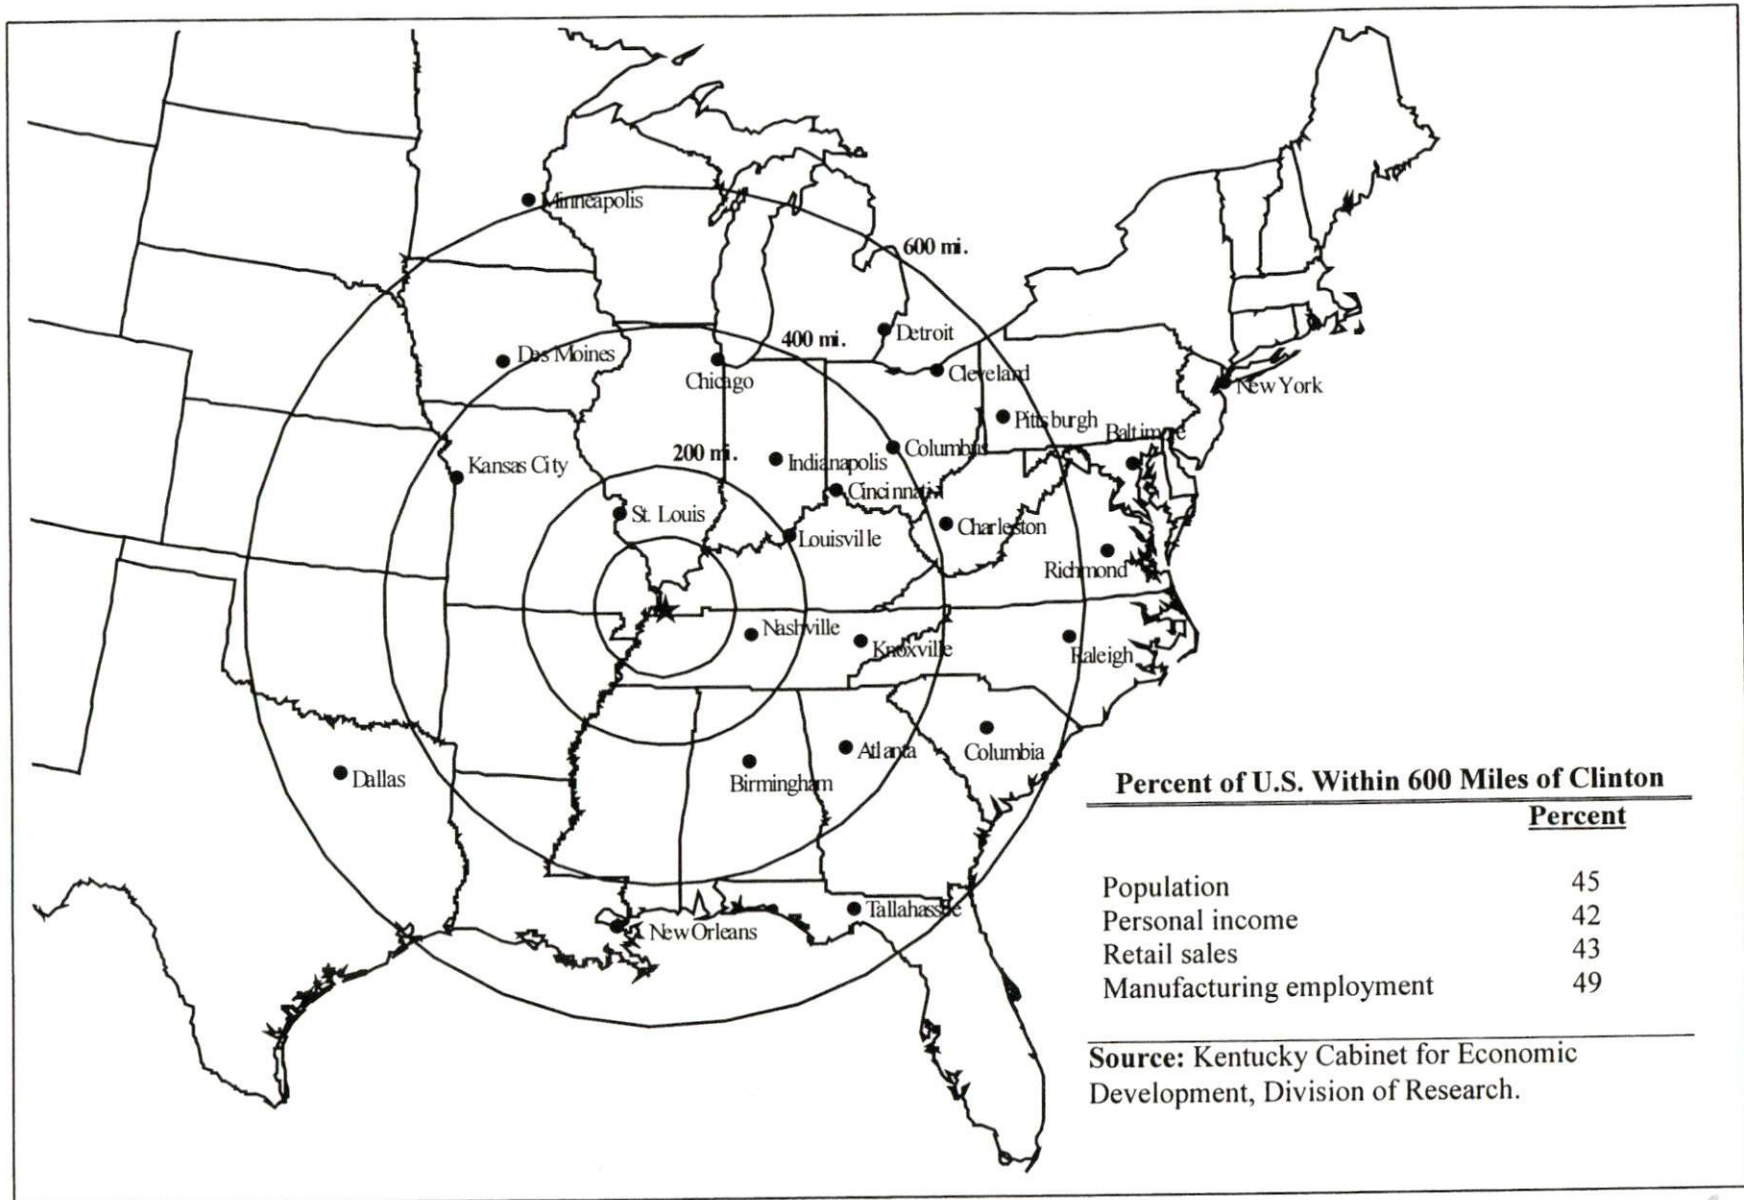 Minneapolis
600 mi.
Detroit
400 mi.
Des Moines
Chicago
Cleveland
New York
Pittsburgh
Baltimore
Columbus
200 mi.
Indianapolis
Kansas City
Cincinnati
St. Louis
Charleston
Louisville
Richmond
Nashville
Knoxville
Raleigh
Atlanta
Columbia
Dallas
Birmingham
Tallahassee
New Orleans
Percent of U.S. Within 600 Miles of Clinton
Percent
Population 45
Personal income 42
Retail sales 43
Manufacturing employment 49
Source: Kentucky Cabinet for Economic
Development, Division of Research.